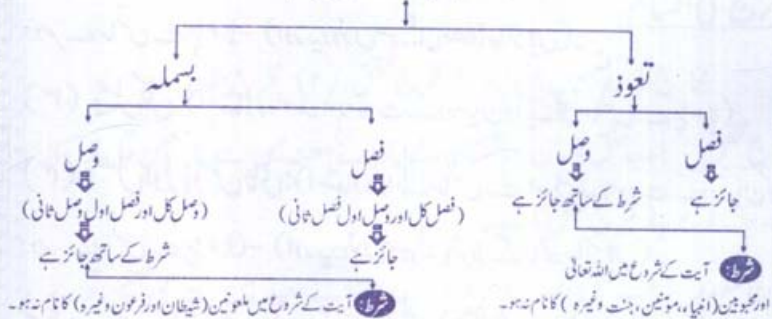 تعوذ
بسملہ
فصل
وصل
فصل
وصل
جائز ہے
شرط کے ساتھ جائز ہے
(فصل کل اور وصل اول فصل ثانی)
(وصل کل اور فصل اول وصل ثانی)
جائز ہے
شرط کے ساتھ جائز ہے
شرط: آیت کے شروع میں اللہ تعالیٰ
اور محبوبین (انبیاء، مومنین، جنت وغیرہ) کا نام نہ ہو۔
شرط: آیت کے شروع میں ملعونین (شیطان اور فرعون وغیرہ) کا نام نہ ہو۔